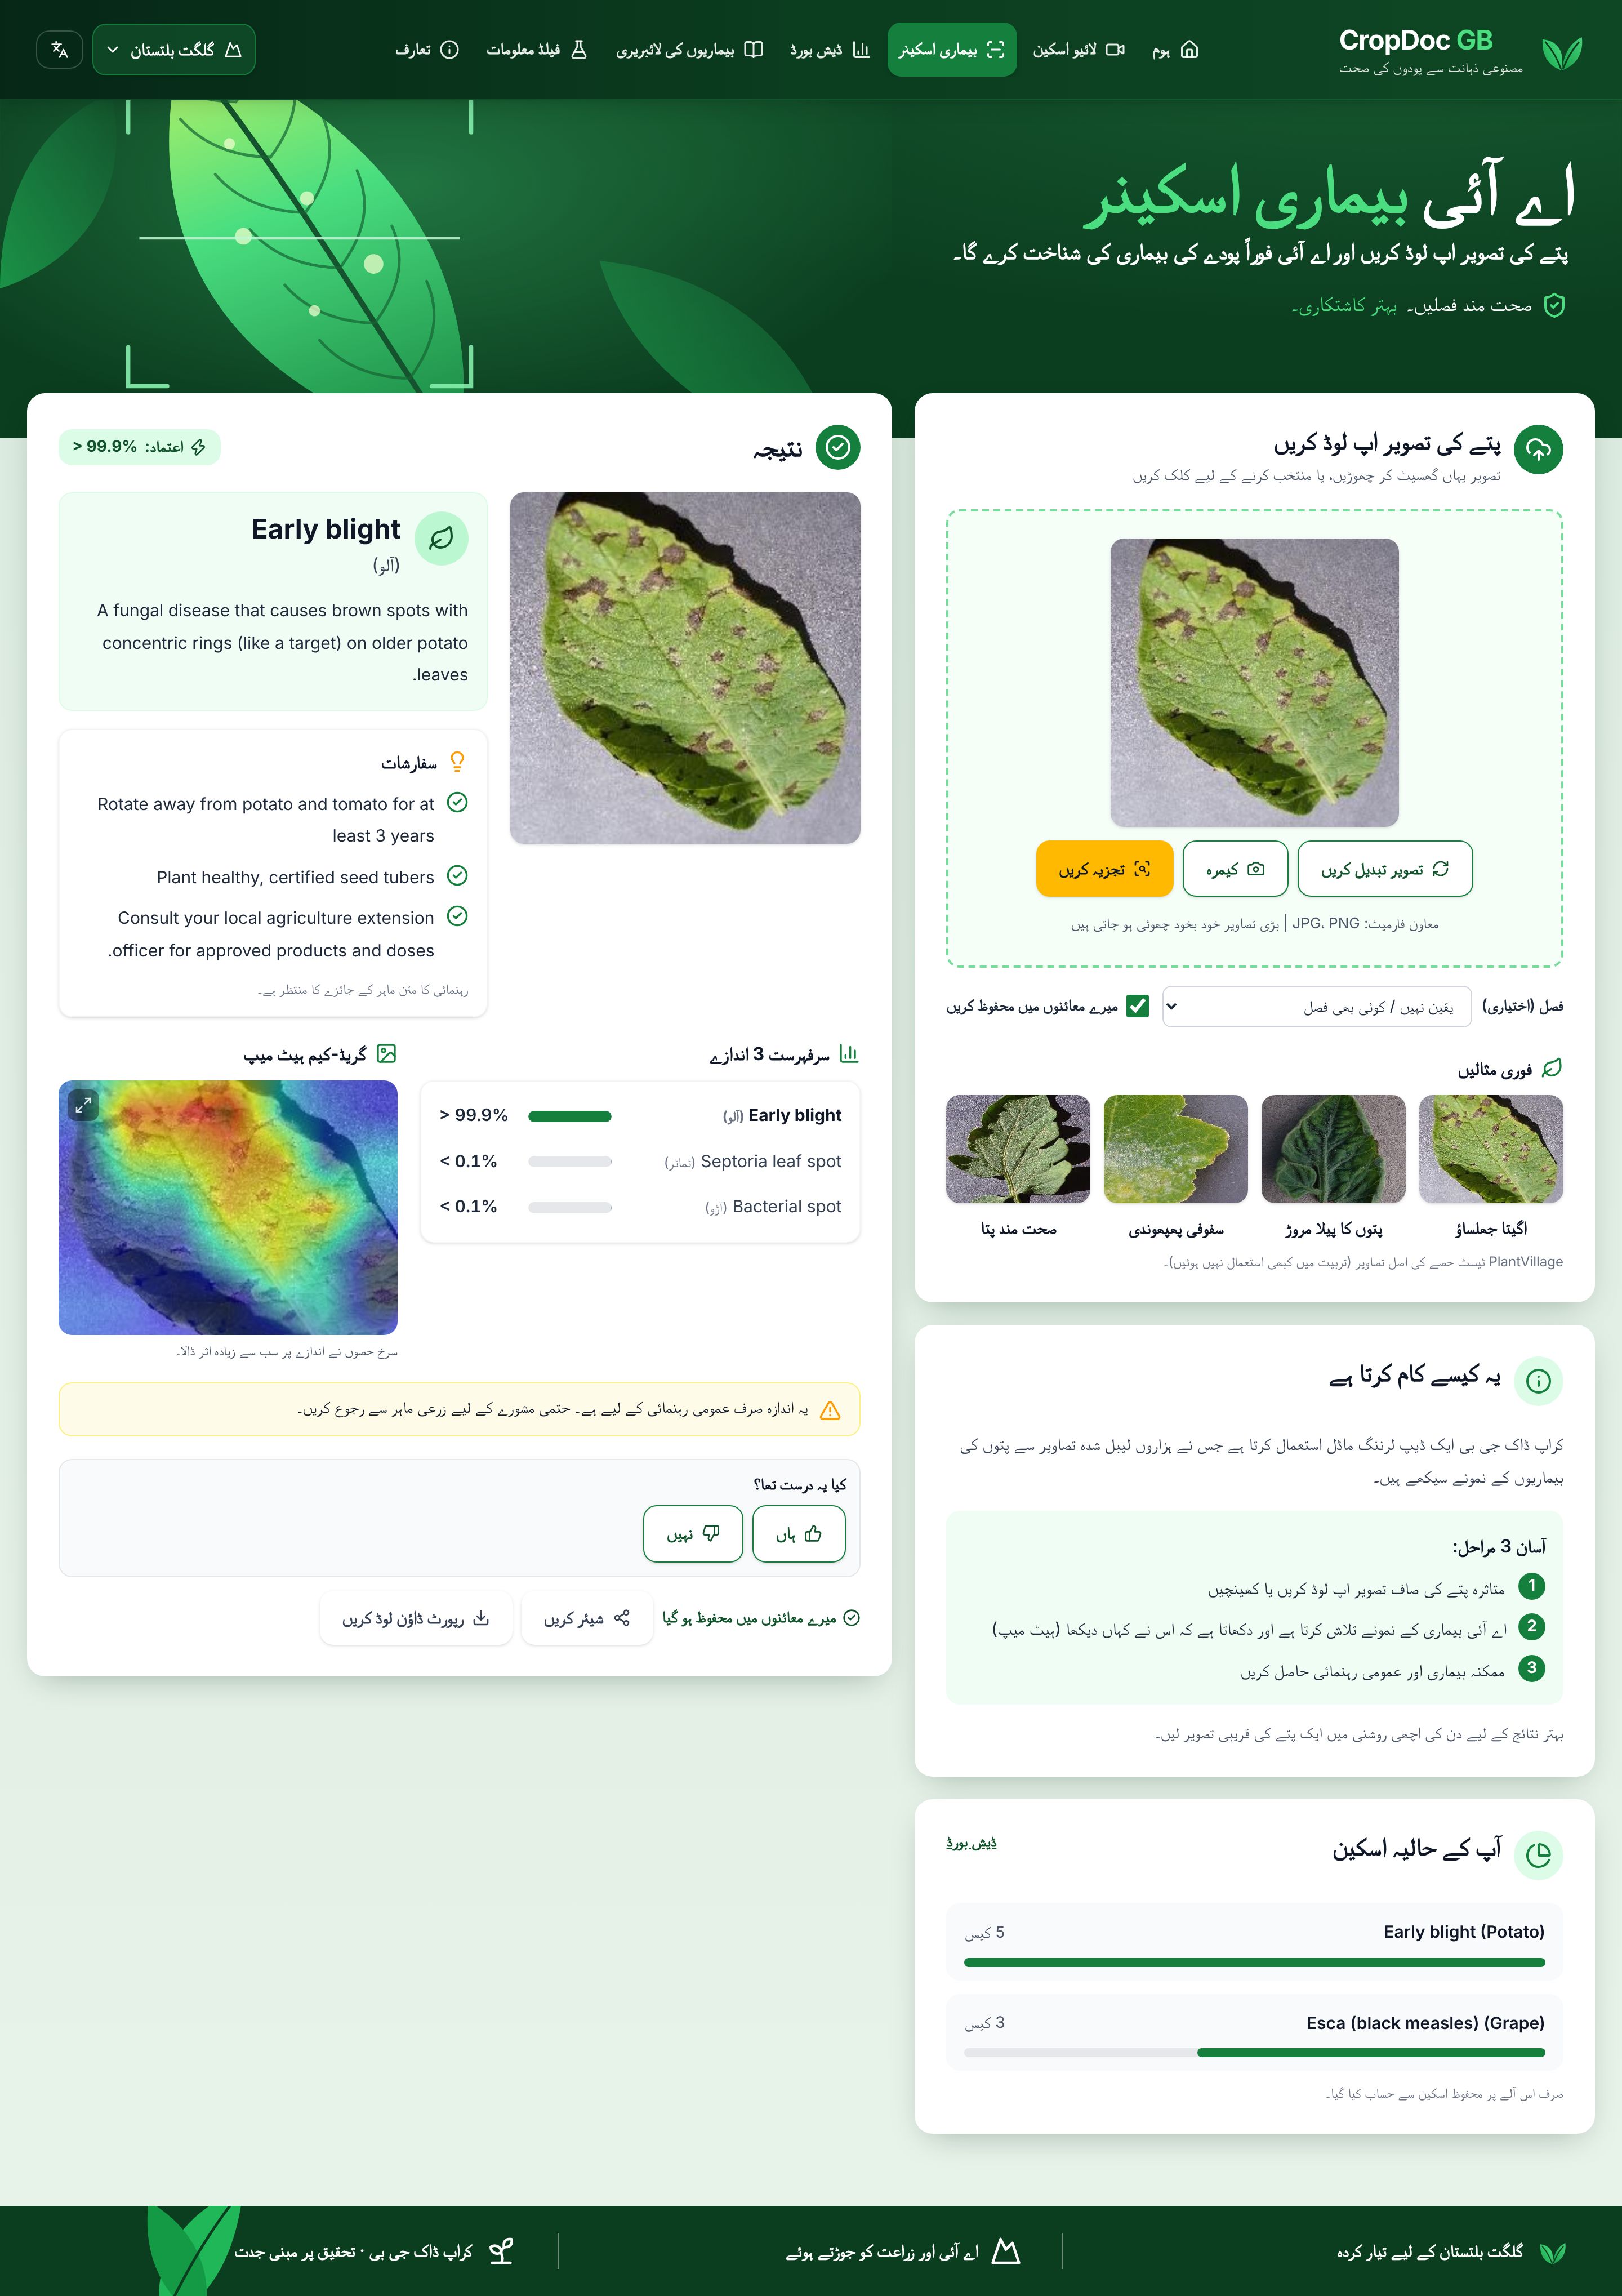 CropDoc GB
مصنوعی ذہانت سے پودوں کی صحت
ہوم
لائیو اسکین
بیماری اسکینر
ڈیش بورڈ
بیماریوں کی لائبریری
فیلڈ معلومات
تعارف
گلگت بلتستان
اے آئی بیماری اسکینر
پتے کی تصویر اپ لوڈ کریں اور اے آئی فوراً پودے کی بیماری کی شناخت کرے گا۔
صحت مند فصلیں۔ بہتر کاشتکاری۔
پتے کی تصویر اپ لوڈ کریں
تصویر یہاں گھسیٹ کر چھوڑیں، یا منتخب کرنے کے لیے کلک کریں
تصویر تبدیل کریں
کیمرہ
تجزیہ کریں
معاون فارمیٹ: JPG، PNG | بڑی تصاویر خود بخود چھوٹی ہو جاتی ہیں
فصل (اختیاری)
یقین نہیں / کوئی بھی فصل
میرے معائنوں میں محفوظ کریں
فوری مثالیں
اگیتا جھلساؤ
پتوں کا پیلا مروڑ
سفوفی پھپھوندی
صحت مند پتا
PlantVillage ٹیسٹ حصے کی اصل تصاویر (تربیت میں کبھی استعمال نہیں ہوئیں)۔
یہ کیسے کام کرتا ہے
کراپ ڈاک جی بی ایک ڈیپ لرننگ ماڈل استعمال کرتا ہے جس نے ہزاروں لیبل شدہ تصاویر سے پتوں کی
بیماریوں کے نمونے سیکھے ہیں۔
آسان 3 مراحل:
1 متاثرہ پتے کی صاف تصویر اپ لوڈ کریں یا کھینچیں
2 اے آئی بیماری کے نمونے تلاش کرتا ہے اور دکھاتا ہے کہ اس نے کہاں دیکھا (ہیٹ میپ)
3 ممکنہ بیماری اور عمومی رہنمائی حاصل کریں
بہتر نتائج کے لیے دن کی اچھی روشنی میں ایک پتے کی قریبی تصویر لیں۔
آپ کے حالیہ اسکین
ڈیش بورڈ
Early blight (Potato)
5 کیس
Esca (black measles) (Grape)
3 کیس
صرف اس آلے پر محفوظ اسکین سے حساب کیا گیا۔
نتیجہ
اعتماد: 99.9% <
Early blight
(آلو)
A fungal disease that causes brown spots with
concentric rings (like a target) on older potato
.leaves
سفارشات
Rotate away from potato and tomato for at
least 3 years
Plant healthy, certified seed tubers
Consult your local agriculture extension
.officer for approved products and doses
رہنمائی کا متن ماہر کے جائزے کا منتظر ہے۔
سرفہرست 3 اندازے
Early blight (آلو)
> 99.9%
Septoria leaf spot (ٹماٹر)
< 0.1%
Bacterial spot (آڑو)
< 0.1%
گریڈ-کیم ہیٹ میپ
سرخ حصوں نے اندازے پر سب سے زیادہ اثر ڈالا۔
یہ اندازہ صرف عمومی رہنمائی کے لیے ہے۔ حتمی مشورے کے لیے زرعی ماہر سے رجوع کریں۔
کیا یہ درست تھا؟
ہاں
نہیں
میرے معائنوں میں محفوظ ہو گیا
شیئر کریں
رپورٹ ڈاؤن لوڈ کریں
گلگت بلتستان کے لیے تیار کردہ
اے آئی اور زراعت کو جوڑتے ہوئے
کراپ ڈاک جی بی · تحقیق پر مبنی جدت